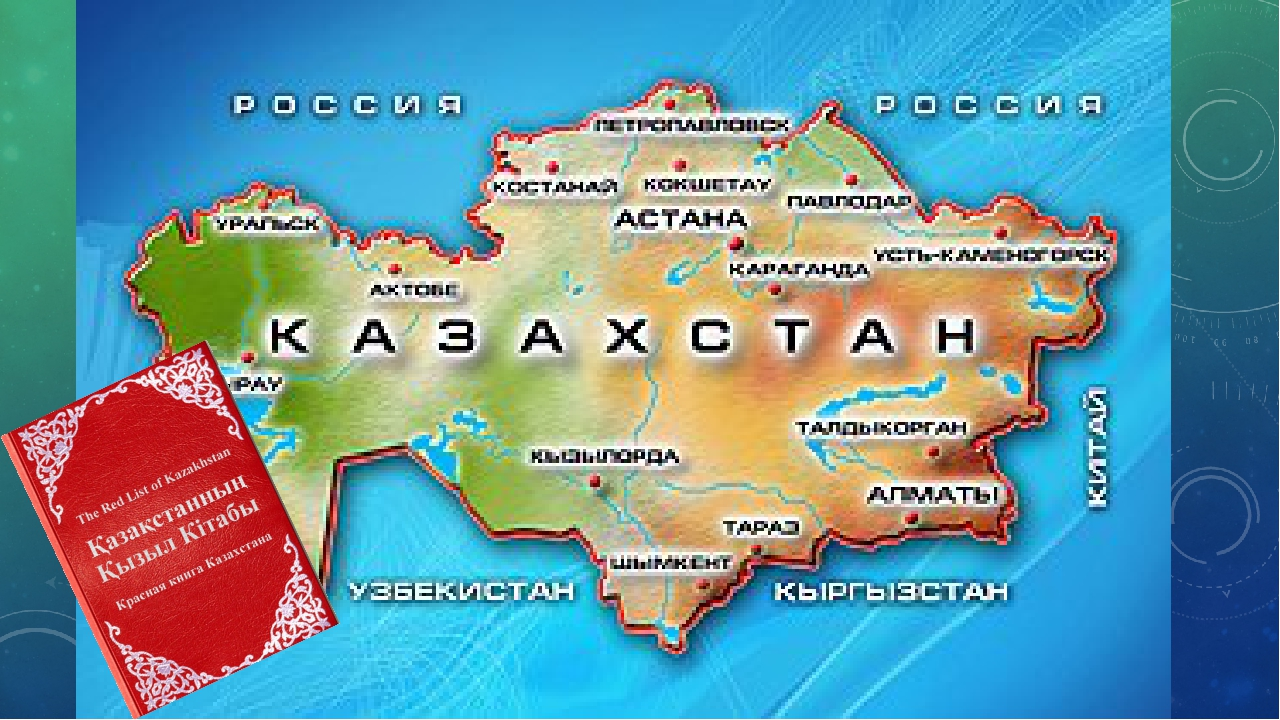 РОССИЯ
РОССИЯ
ПЕТРОПАВЛОВСК
КОСТАНАЙ
КОКШЕТАУ
ПАВЛОДАР
УРАЛЬСК
АСТАНА
УСТЬ-КАМЕНОГОРСК
КАРАГАНДА
АКТОБЕ
КАЗАХСТАН
ЫРАУ
КИТАЙ
ТАЛДЫКОРГАН
КЫЗЫЛОРДА
АЛМАТЫ
ТАРАЗ
ШЫМКЕНТ
УЗБЕКИСТАН
КЫРГЫЗСТАН
The Red List of Kazakhstan
Қазақстанның
Қызыл Кітабы
Красная книга Казахстана